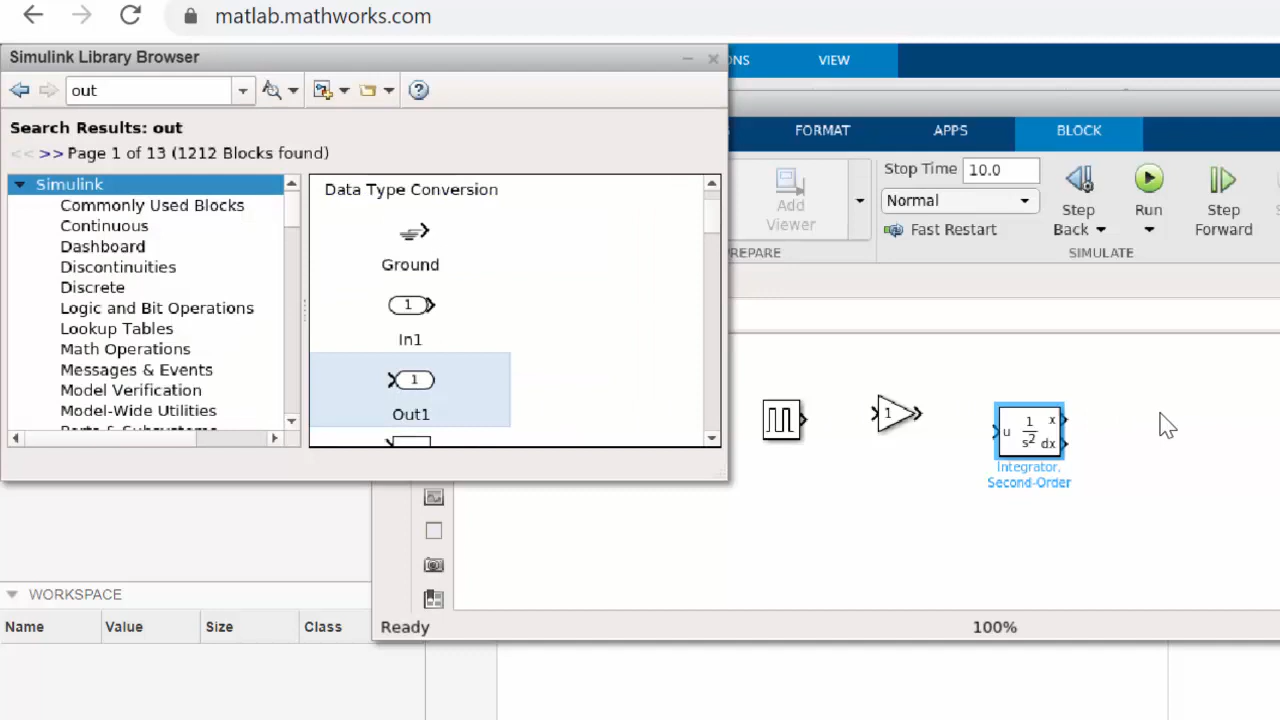 matlab.mathworks.com
Simulink Library Browser
out
Search Results: out
<< >> Page 1 of 13 (1212 Blocks found)
Simulink
Commonly Used Blocks
Continuous
Dashboard
Discontinuities
Discrete
Logic and Bit Operations
Lookup Tables
Math Operations
Messages & Events
Model Verification
Model-Wide Utilities
Ports & Subsystems
Data Type Conversion
Ground
1
In1
1
Out1
ONS
VIEW
FORMAT
APPS
BLOCK
Add
Viewer
REPARE
Stop Time 10.0
Normal
Fast Restart
Step
Back
Run
Step
Forward
SIMULATE
1
u 1 x
s² dx
Integrator,
Second-Order
WORKSPACE
Name Value Size Class
Ready
100%